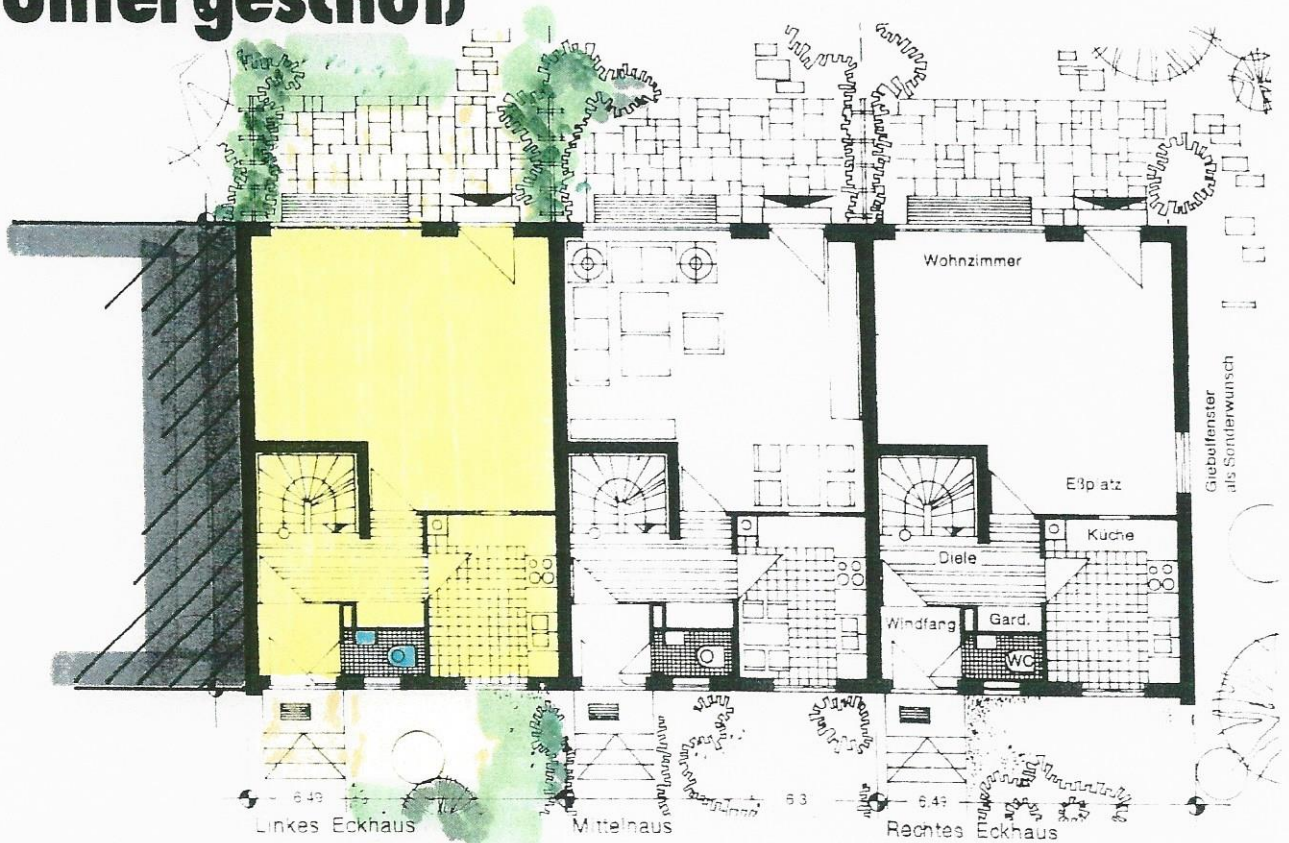 Untergeschoß
Wohnzimmer
Giebelfenster
als Sonderwunsch
Eßplatz
Küche
Diele
Windfang
Gard.
WC
6.49
6.3
6.49
Linkes Eckhaus
Mittelhaus
Rechtes Eckhaus